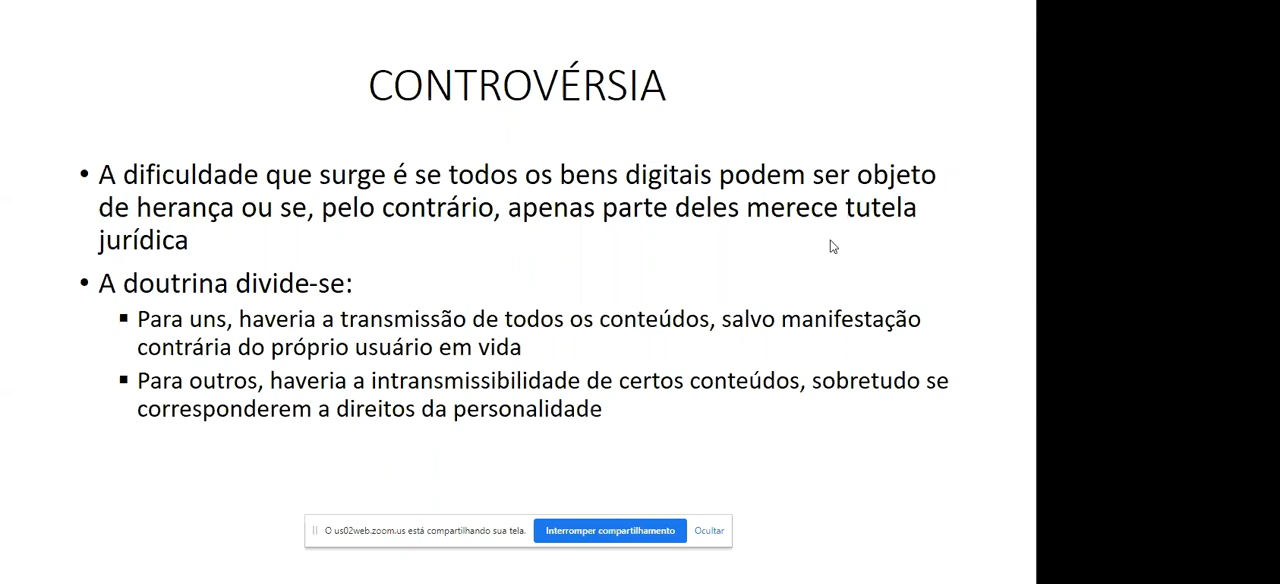 CONTROVÉRSIA
• A dificuldade que surge é se todos os bens digitais podem ser objeto
de herança ou se, pelo contrário, apenas parte deles merece tutela
jurídica
• A doutrina divide-se:
▪ Para uns, haveria a transmissão de todos os conteúdos, salvo manifestação
contrária do próprio usuário em vida
▪ Para outros, haveria a intransmissibilidade de certos conteúdos, sobretudo se
corresponderem a direitos da personalidade
O us02web.zoom.us está compartilhando sua tela. Interromper compartilhamento Ocultar